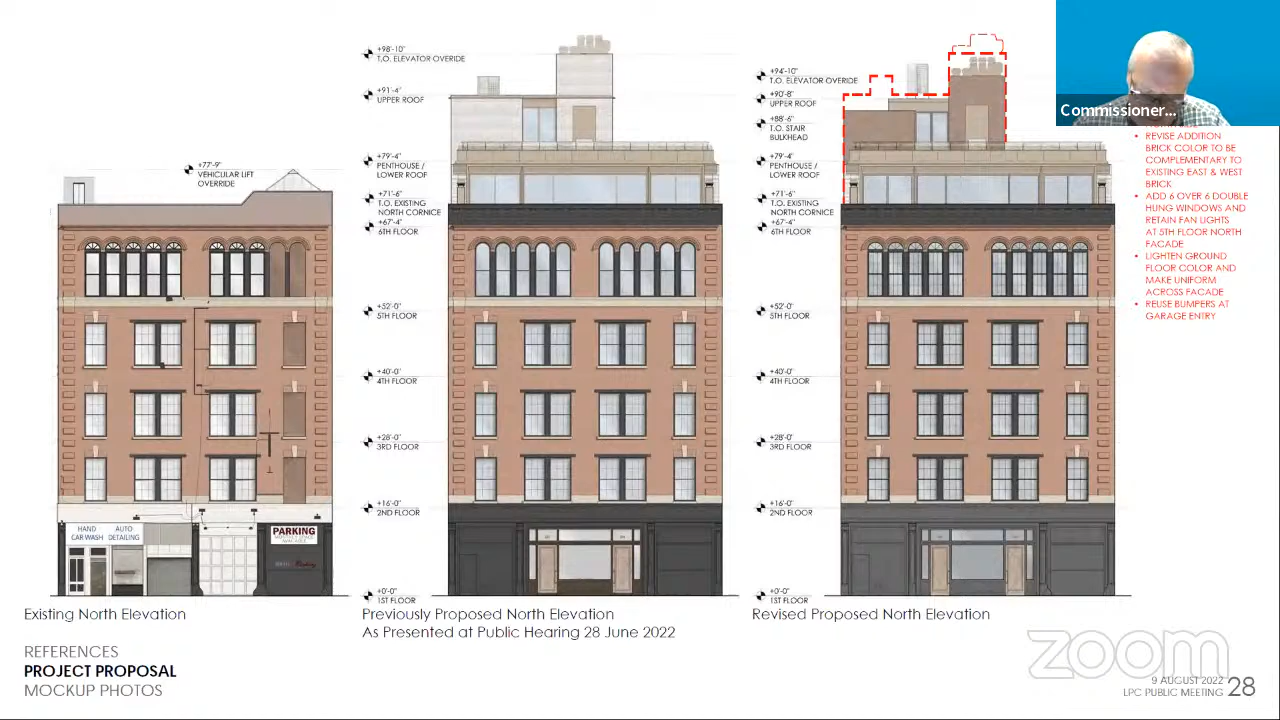 +77'-9"
VEHICULAR LIFT
OVERRIDE
HAND
CAR WASH
AUTO
DETAILING
PARKING
Existing North Elevation
+98'-10"
T.O. ELEVATOR OVERIDE
+91'-4"
UPPER ROOF
+79'-4"
PENTHOUSE /
LOWER ROOF
+71'-6"
T.O. EXISTING
NORTH CORNICE
+67'-4"
6TH FLOOR
+52'-0"
5TH FLOOR
+40'-0"
4TH FLOOR
+28'-0"
3RD FLOOR
+16'-0"
2ND FLOOR
+0'-0"
1ST FLOOR
Previously Proposed North Elevation
As Presented at Public Hearing 28 June 2022
+94'-10"
T.O. ELEVATOR OVERIDE
+90'-8"
UPPER ROOF
+88'-6"
T.O. STAIR
BULKHEAD
+79'-4"
PENTHOUSE /
LOWER ROOF
+71'-6"
T.O. EXISTING
NORTH CORNICE
+67'-4"
6TH FLOOR
+52'-0"
5TH FLOOR
+40'-0"
4TH FLOOR
+28'-0"
3RD FLOOR
+16'-0"
2ND FLOOR
+0'-0"
1ST FLOOR
Revised Proposed North Elevation
Commissioner...
• REVISE ADDITION
BRICK COLOR TO BE
COMPLEMENTARY TO
EXISTING EAST & WEST
BRICK
• ADD 6 OVER 6 DOUBLE
HUNG WINDOWS AND
RETAIN FAN LIGHTS
AT 5TH FLOOR NORTH
FACADE
• LIGHTEN GROUND
FLOOR COLOR AND
MAKE UNIFORM
ACROSS FACADE
• REUSE BUMPERS AT
GARAGE ENTRY
REFERENCES
PROJECT PROPOSAL
MOCKUP PHOTOS
zoom
9 AUGUST 2022
LPC PUBLIC MEETING
28